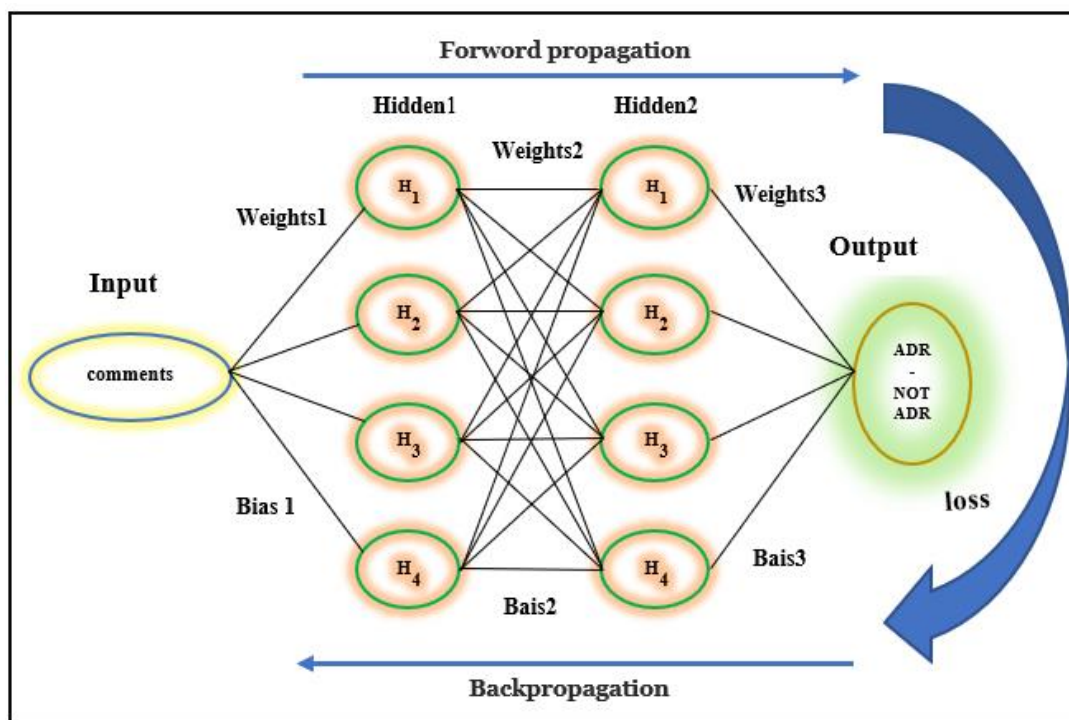 Forword propagation
Hidden1
Hidden2
Weights2
Weights1
Weights3
H1
H1
Input
Output
comments
H2
H2
ADR
-
NOT
ADR
H3
H3
Bias 1
loss
Bais3
H4
H4
Bais2
Backpropagation